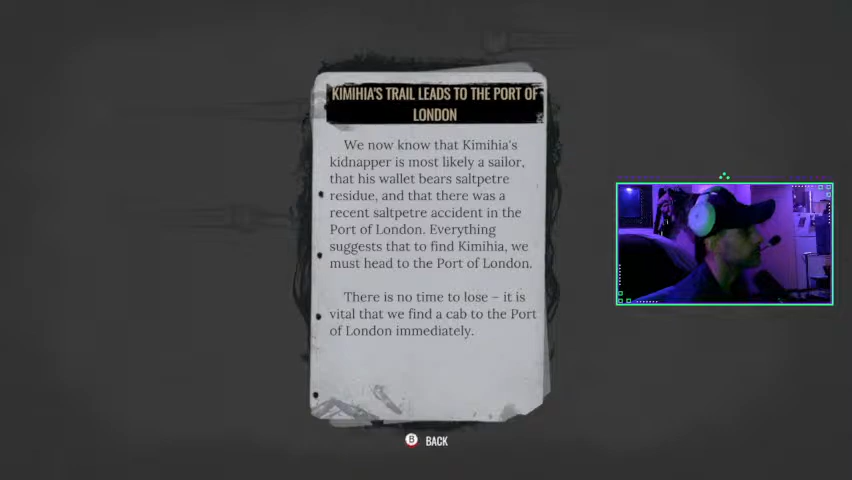 KIMIHIA'S TRAIL LEADS TO THE PORT OF
LONDON
We now know that Kimihia's
kidnapper is most likely a sailor,
that his wallet bears saltpetre
residue, and that there was a
recent saltpetre accident in the
Port of London. Everything
suggests that to find Kimihia, we
must head to the Port of London.
There is no time to lose – it is
vital that we find a cab to the Port
of London immediately.
B BACK